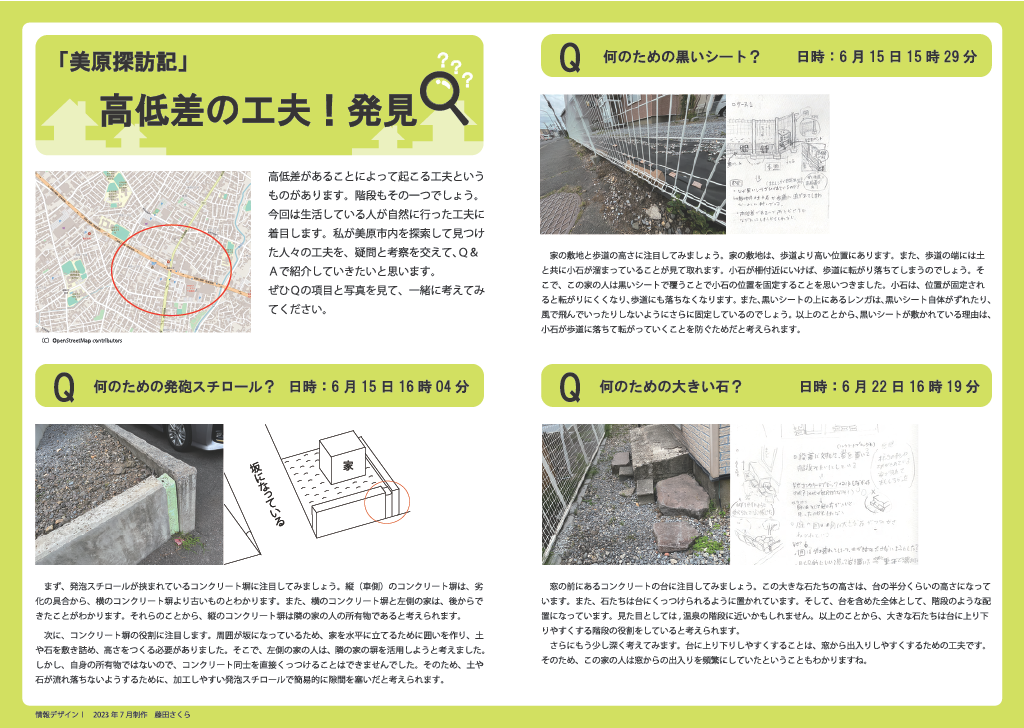 「美原探訪記」
高低差の工夫！発見
???
高低差があることによって起こる工夫という
ものがあります。階段もその一つでしょう。
今回は生活している人が自然に行った工夫に
着目します。私が美原市内を探索して見つけ
た人々の工夫を、疑問と考察を交えて、Q＆
Aで紹介していきたいと思います。
ぜひQの項目と写真を見て、一緒に考えてみ
てください。
(C) OpenStreetMap contributors
Q 何のための発砲スチロール？ 日時：6月15日16時04分
坂になっている
家
まず、発泡スチロールが挟まれているコンクリート塀に注目してみましょう。縦（車側）のコンクリート塀は、劣
化の具合から、横のコンクリート塀より古いものとわかります。また、横のコンクリート塀と左側の家は、後からで
きたことがわかります。それらのことから、縦のコンクリート塀は隣の家の人の所有物であると考えられます。
次に、コンクリート塀の役割に注目します。周囲が坂になっているため、家を水平に立てるために囲いを作り、土
や石を敷き詰め、高さをつくる必要がありました。そこで、左側の家の人は、隣の家の塀を活用しようと考えました。
しかし、自身の所有物ではないので、コンクリート同士を直接くっつけることはできませんでした。そのため、土や
石が流れ落ちないようするために、加工しやすい発泡スチロールで簡易的に隙間を塞いだと考えられます。
情報デザインⅠ 2023年7月制作 藤田さくら
Q 何のための黒いシート？ 日時：6月15日15時29分
家の敷地と歩道の高さに注目してみましょう。家の敷地は、歩道より高い位置にあります。また、歩道の端には土
と共に小石が溜まっていることが見て取れます。小石が柵付近にいけば、歩道に転がり落ちてしまうのでしょう。そ
こで、この家の人は黒いシートで覆うことで小石の位置を固定することを思いつきました。小石は、位置が固定され
ると転がりにくくなり、歩道にも落ちなくなります。また、黒いシートの上にあるレンガは、黒いシート自体がずれたり、
風で飛んでいったりしないようにさらに固定しているのでしょう。以上のことから、黒いシートが敷かれている理由は、
小石が歩道に落ちて転がっていくことを防ぐためだと考えられます。
Q 何のための大きい石？ 日時：6月22日16時19分
窓の前にあるコンクリートの台に注目してみましょう。この大きな石たちの高さは、台の半分くらいの高さになって
います。また、石たちは台にくっつけられるように置かれています。そして、台を含めた全体として、階段のような配
置になっています。見た目としては，温泉の階段に近いかもしれません。以上のことから、大きな石たちは台に上り下
りやすくする階段の役割をしていると考えられます。
さらにもう少し深く考えてみます。台に上り下りしやすくすることは、窓から出入りしやすくするための工夫です。
そのため、この家の人は窓からの出入りを頻繁にしていたということもわかりますね。